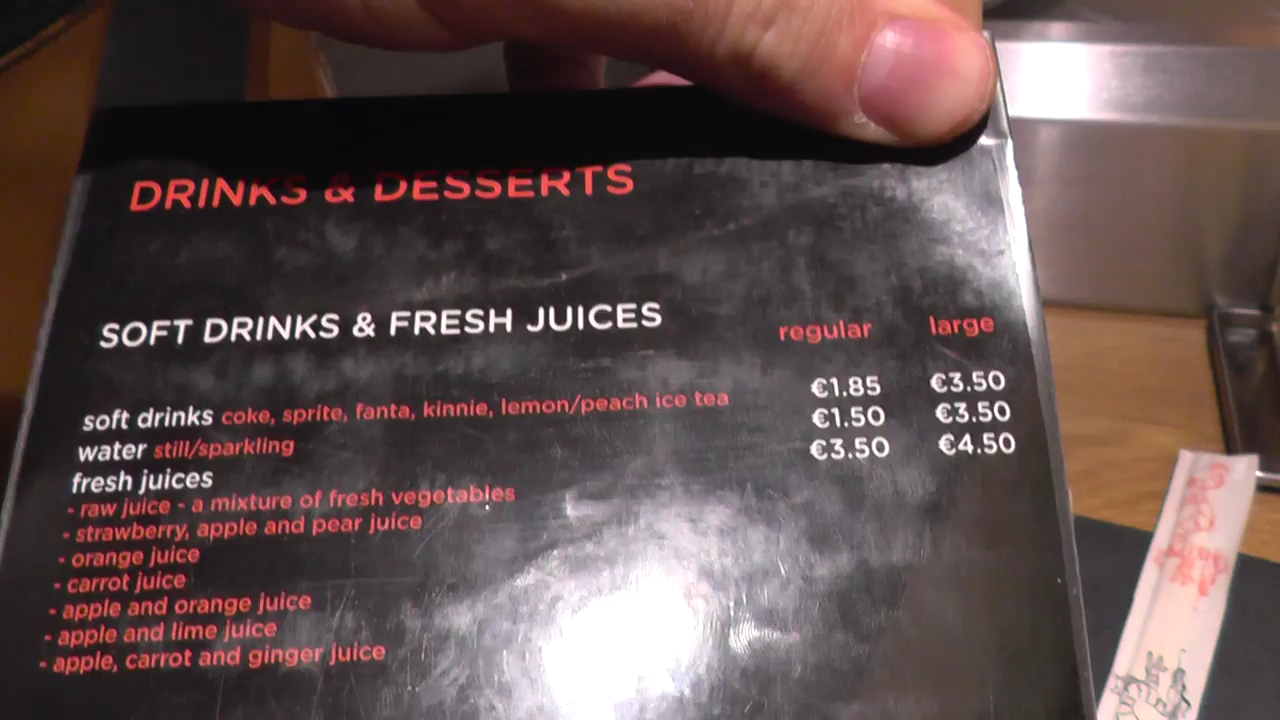 DRINKS & DESSERTS
SOFT DRINKS & FRESH JUICES regular large
soft drinks coke, sprite, fanta, kinnie, lemon/peach ice tea €1.85 €3.50
water still/sparkling €1.50 €3.50
fresh juices €3.50 €4.50
- raw juice - a mixture of fresh vegetables
- strawberry, apple and pear juice
- orange juice
- carrot juice
- apple and orange juice
- apple and lime juice
- apple, carrot and ginger juice